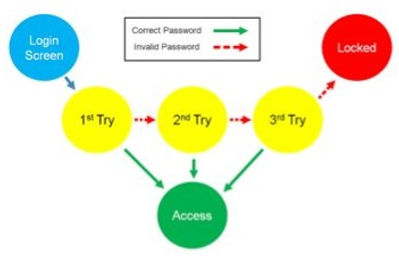 Login
Screen
Correct Password
Invalid Password
Locked
1st Try
2nd Try
3rd Try
Access